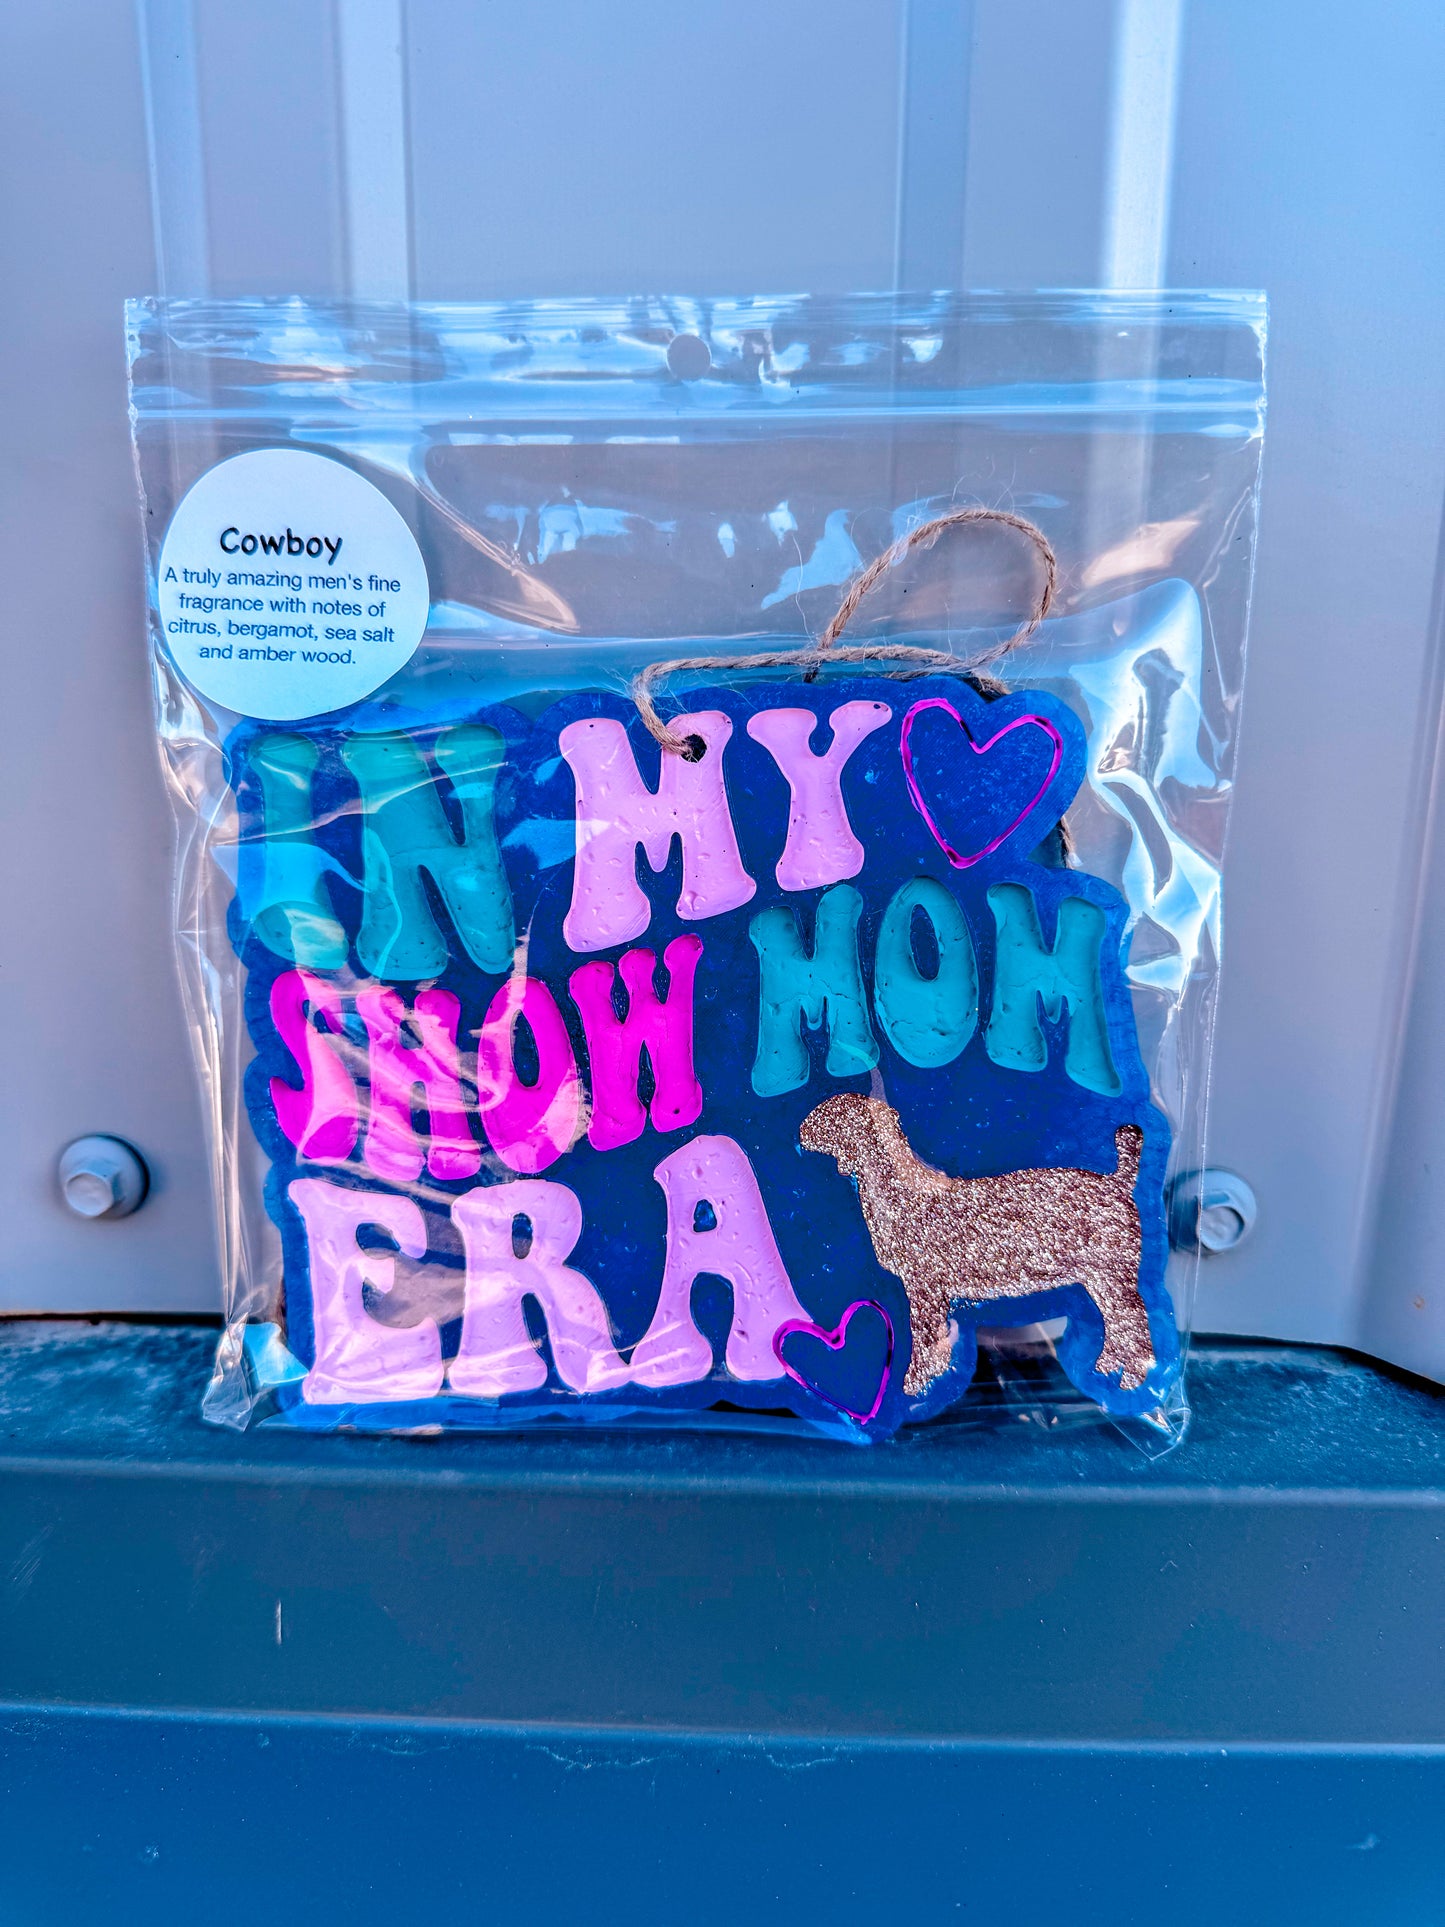 Cowboy
A truly amazing men's fine
fragrance with notes of
citrus, bergamot, sea salt
and amber wood.
IN MY
SHOW MOM
ERA